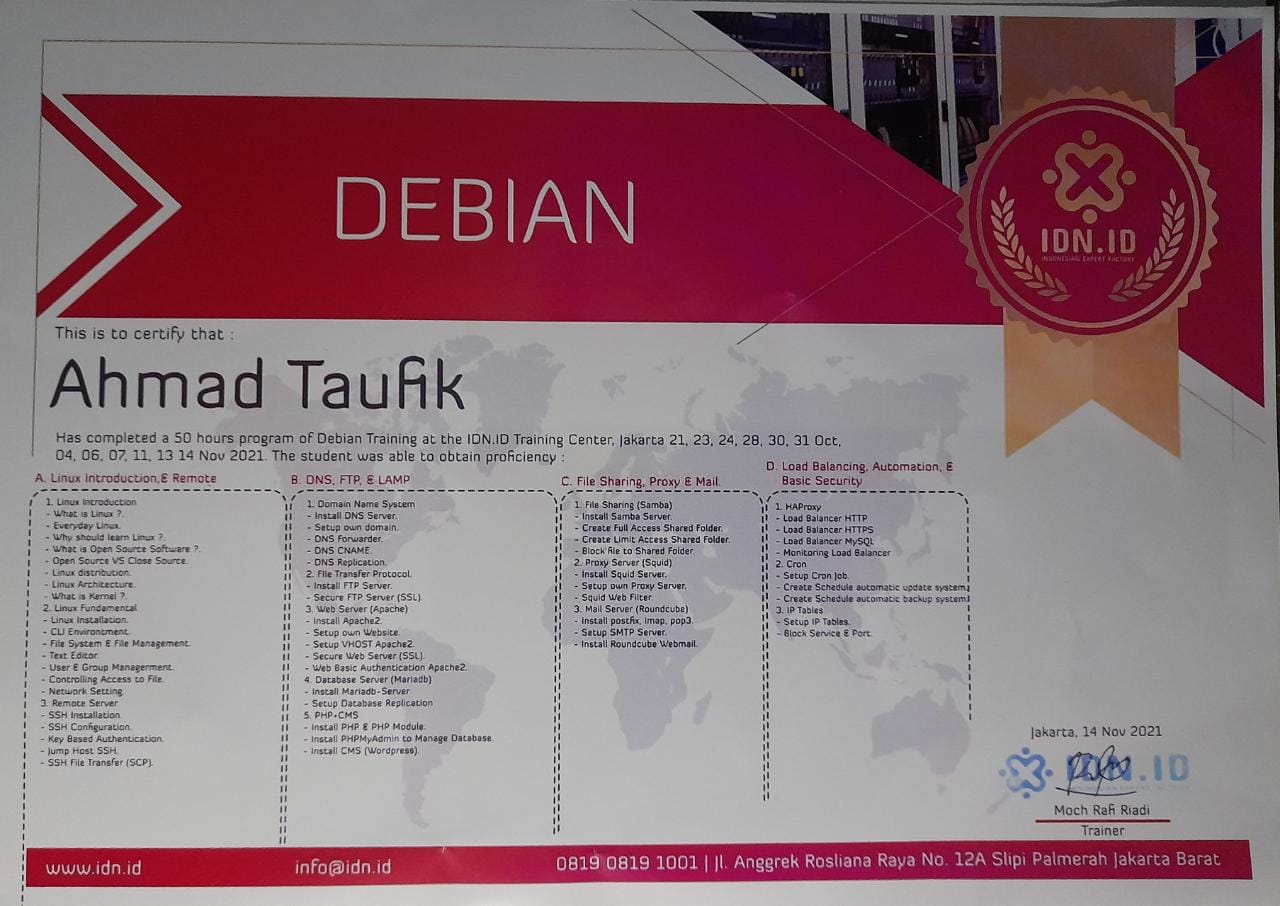 DEBIAN
IDN.ID
INDONESIAN EXPERT FACTORY
This is to certify that :
Ahmad Taufik
Has completed a 50 hours program of Debian Training at the IDN.ID Training Center, Jakarta 21, 23, 24, 28, 30, 31 Oct,
04, 06, 07, 11, 13 14 Nov 2021. The student was able to obtain proficiency :
A. Linux Introduction,& Remote
1. Linux Introduction
- What is Linux ?.
- Everyday Linux.
- Why should learn Linux ?.
- What is Open Source Software ?.
- Open Source VS Close Source.
- Linux distribution.
- Linux Architecture.
- What is Kernel ?.
2. Linux Fundamental
- Linux Installation.
- CLI Environment.
- File System & File Management.
- Text Editor.
- User & Group Managerment.
- Controlling Access to File.
- Network Setting.
3. Remote Server
- SSH Installation.
- SSH Configuration.
- Key Based Authentication.
- Jump Host SSH.
- SSH File Transfer (SCP).
B. DNS, FTP, & LAMP
1. Domain Name System
- Install DNS Server.
- Setup own domain.
- DNS Forwarder.
- DNS CNAME.
- DNS Replication.
2. File Transfer Protocol.
- Install FTP Server.
- Secure FTP Server (SSL).
3. Web Server (Apache)
- Install Apache2.
- Setup own Website.
- Setup VHOST Apache2.
- Secure Web Server (SSL).
- Web Basic Authentication Apache2.
4. Database Server (Mariadb)
- Install Mariadb-Server
- Setup Database Replication
5. PHP+CMS
- Install PHP & PHP Module.
- Install PHPMyAdmin to Manage Database.
- Install CMS (Wordpress).
C. File Sharing, Proxy & Mail.
1. File Sharing (Samba)
- Install Samba Server.
- Create Full Access Shared Folder.
- Create Limit Access Shared Folder.
- Block file to Shared Folder.
2. Proxy Server (Squid)
- Install Squid Server.
- Setup own Proxy Server.
- Squid Web Filter.
3. Mail Server (Roundcube)
- Install postfix, imap, pop3.
- Setup SMTP Server.
- Install Roundcube Webmail.
D. Load Balancing, Automation, &
Basic Security
1. HAProxy
- Load Balancer HTTP
- Load Balancer HTTPS
- Load Balancer MySQL
- Monitoring Load Balancer
2. Cron
- Setup Cron Job.
- Create Schedule automatic update system.
- Create Schedule automatic backup system.
3. IP Tables
- Setup IP Tables.
- Block Service & Port.
Jakarta, 14 Nov 2021
IDN.ID
INDONESIAN EXPERT FACTORY
Moch Rafi Riadi
Trainer
www.idn.id
info@idn.id
0819 0819 1001 | Jl. Anggrek Rosliana Raya No. 12A Slipi Palmerah Jakarta Barat